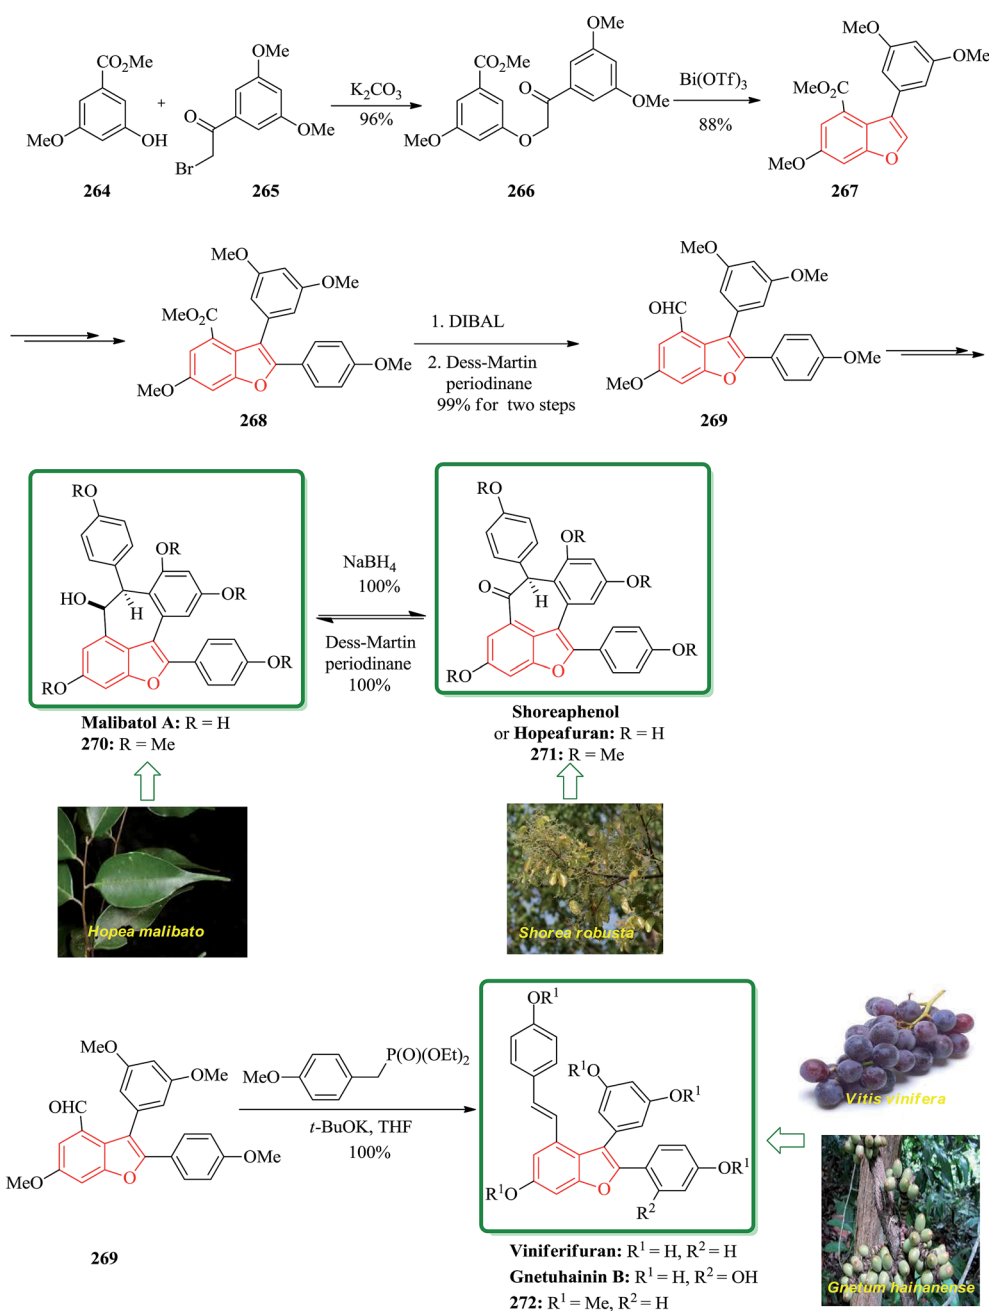 CO2Me
MeO
OH
264
+
OMe
O
OMe
Br
265
K2CO3
96%
CO2Me
MeO
O
O
OMe
OMe
266
Bi(OTf)3
88%
MeO
OMe
MeO2C
MeO
O
267
MeO
OMe
MeO2C
MeO
O
OMe
268
1. DIBAL
2. Dess-Martin
periodinane
99% for two steps
MeO
OMe
OHC
MeO
O
OMe
269
RO
OR
HO
H
OR
OR
RO
O
Malibatol A: R = H
270: R = Me
NaBH4
100%
Dess-Martin
periodinane
100%
RO
OR
O
H
OR
OR
RO
O
Shoreaphenol
or Hopeafuran: R = H
271: R = Me
Hopea malibato
Shorea robusta
MeO
OMe
OHC
MeO
O
OMe
269
MeO
P(O)(OEt)2
t-BuOK, THF
100%
OR1
R1O
OR1
OR1
R1O
O
R2
Viniferifuran: R1 = H, R2 = H
Gnetuhainin B: R1 = H, R2 = OH
272: R1 = Me, R2 = H
Vitis vinifera
Gnetum hainanense